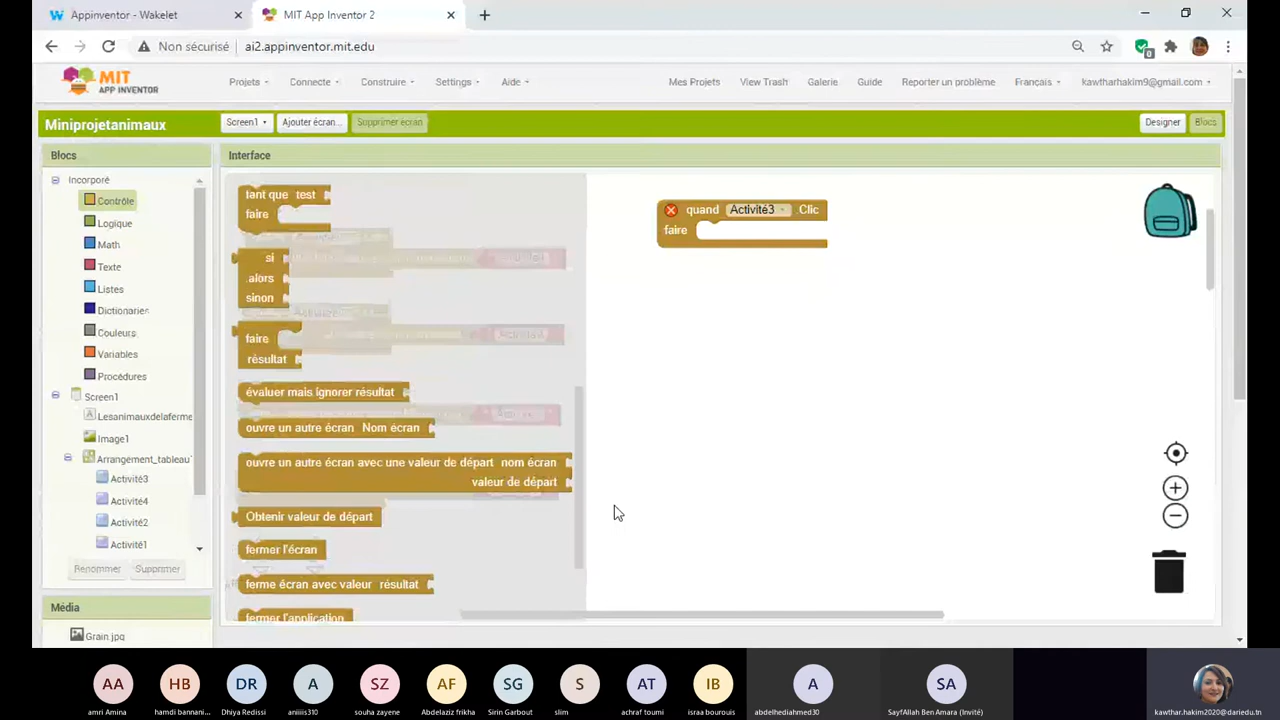 Appinventor - Wakelet
MIT App Inventor 2
Non sécurisé
ai2.appinventor.mit.edu
MIT
APP INVENTOR
Projets
Connecte
Construire
Settings
Aide
Mes Projets
View Trash
Galerie
Guide
Reporter un problème
Français
kawtharhakim9@gmail.com
Miniprojetanimaux
Screen1
Ajouter écran...
Supprimer écran
Designer
Blocs
Blocs
Interface
Incorporé
Contrôle
Logique
Math
Texte
Listes
Dictionaries
Couleurs
Variables
Procédures
Screen1
Lesanimauxdelaferme
Image1
Arrangement_tableau
Activité3
Activité4
Activité2
Activité1
Renommer
Supprimer
Média
Grain.jpg
tant que test
faire
si
alors
sinon
faire
résultat
évaluer mais ignorer résultat
ouvre un autre écran Nom écran
ouvre un autre écran avec une valeur de départ nom écran
valeur de départ
Obtenir valeur de départ
fermer l'écran
ferme écran avec valeur résultat
fermer l'application
quand Activité3 .Clic
faire
AA
HB
DR
A
SZ
AF
SG
S
AT
IB
A
SA
amri Amina
hamdi bannani...
Dhiya Redissi
aniiiis310
souha zayene
Abdelaziz frikha
Sirin Garbout
slim
achraf toumi
israa bourouis
abdelhediahmed30
SayfAllah Ben Amara (Invité)
kawthar.hakim2020@dariedu.tn